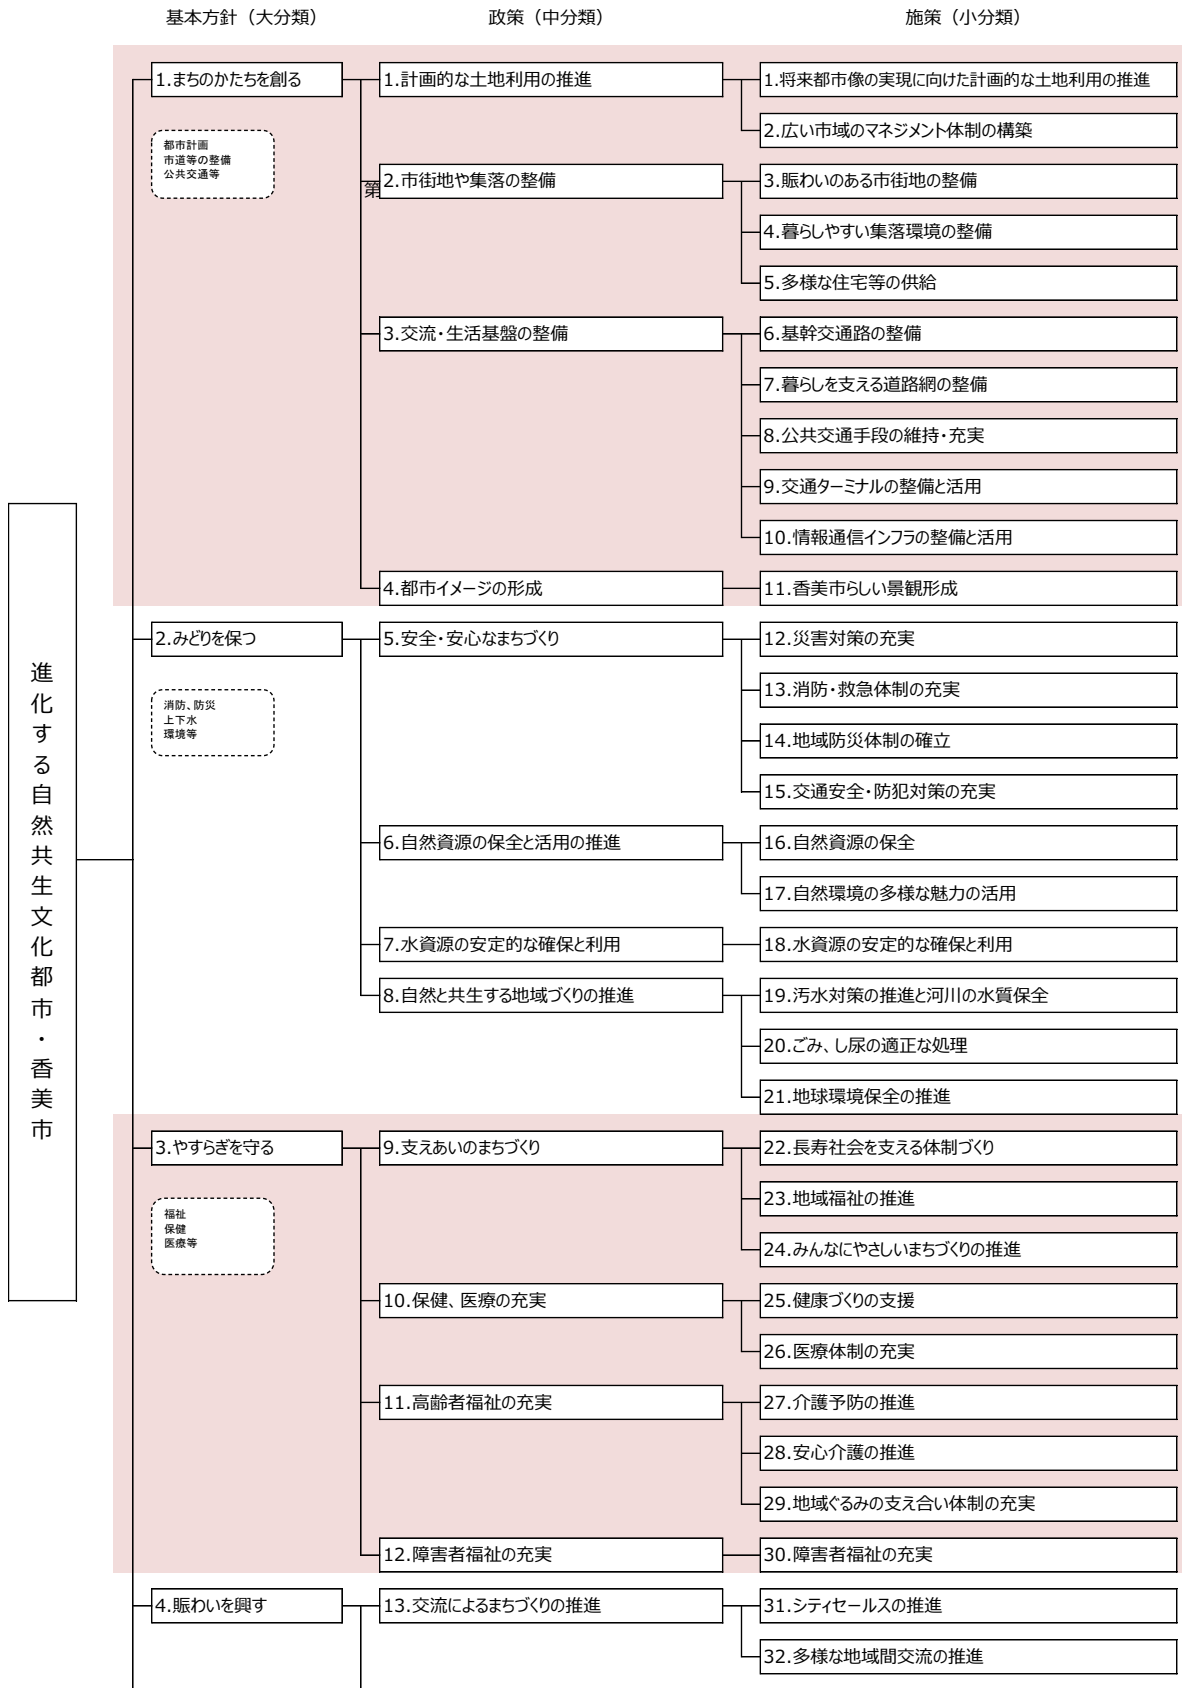 基本方針（大分類）
政策（中分類）
施策（小分類）
進化する自然共生文化都市・香美市
1.まちのかたちを創る
都市計画
市道等の整備
公共交通等
1.計画的な土地利用の推進
1.将来都市像の実現に向けた計画的な土地利用の推進
2.広い市域のマネジメント体制の構築
第
2.市街地や集落の整備
3.賑わいのある市街地の整備
4.暮らしやすい集落環境の整備
5.多様な住宅等の供給
3.交流・生活基盤の整備
6.基幹交通路の整備
7.暮らしを支える道路網の整備
8.公共交通手段の維持・充実
9.交通ターミナルの整備と活用
10.情報通信インフラの整備と活用
4.都市イメージの形成
11.香美市らしい景観形成
2.みどりを保つ
消防、防災
上下水
環境等
5.安全・安心なまちづくり
12.災害対策の充実
13.消防・救急体制の充実
14.地域防災体制の確立
15.交通安全・防犯対策の充実
6.自然資源の保全と活用の推進
16.自然資源の保全
17.自然環境の多様な魅力の活用
7.水資源の安定的な確保と利用
18.水資源の安定的な確保と利用
8.自然と共生する地域づくりの推進
19.汚水対策の推進と河川の水質保全
20.ごみ、し尿の適正な処理
21.地球環境保全の推進
3.やすらぎを守る
福祉
保健
医療等
9.支えあいのまちづくり
22.長寿社会を支える体制づくり
23.地域福祉の推進
24.みんなにやさしいまちづくりの推進
10.保健、医療の充実
25.健康づくりの支援
26.医療体制の充実
11.高齢者福祉の充実
27.介護予防の推進
28.安心介護の推進
29.地域ぐるみの支え合い体制の充実
12.障害者福祉の充実
30.障害者福祉の充実
4.賑わいを興す
13.交流によるまちづくりの推進
31.シティセールスの推進
32.多様な地域間交流の推進